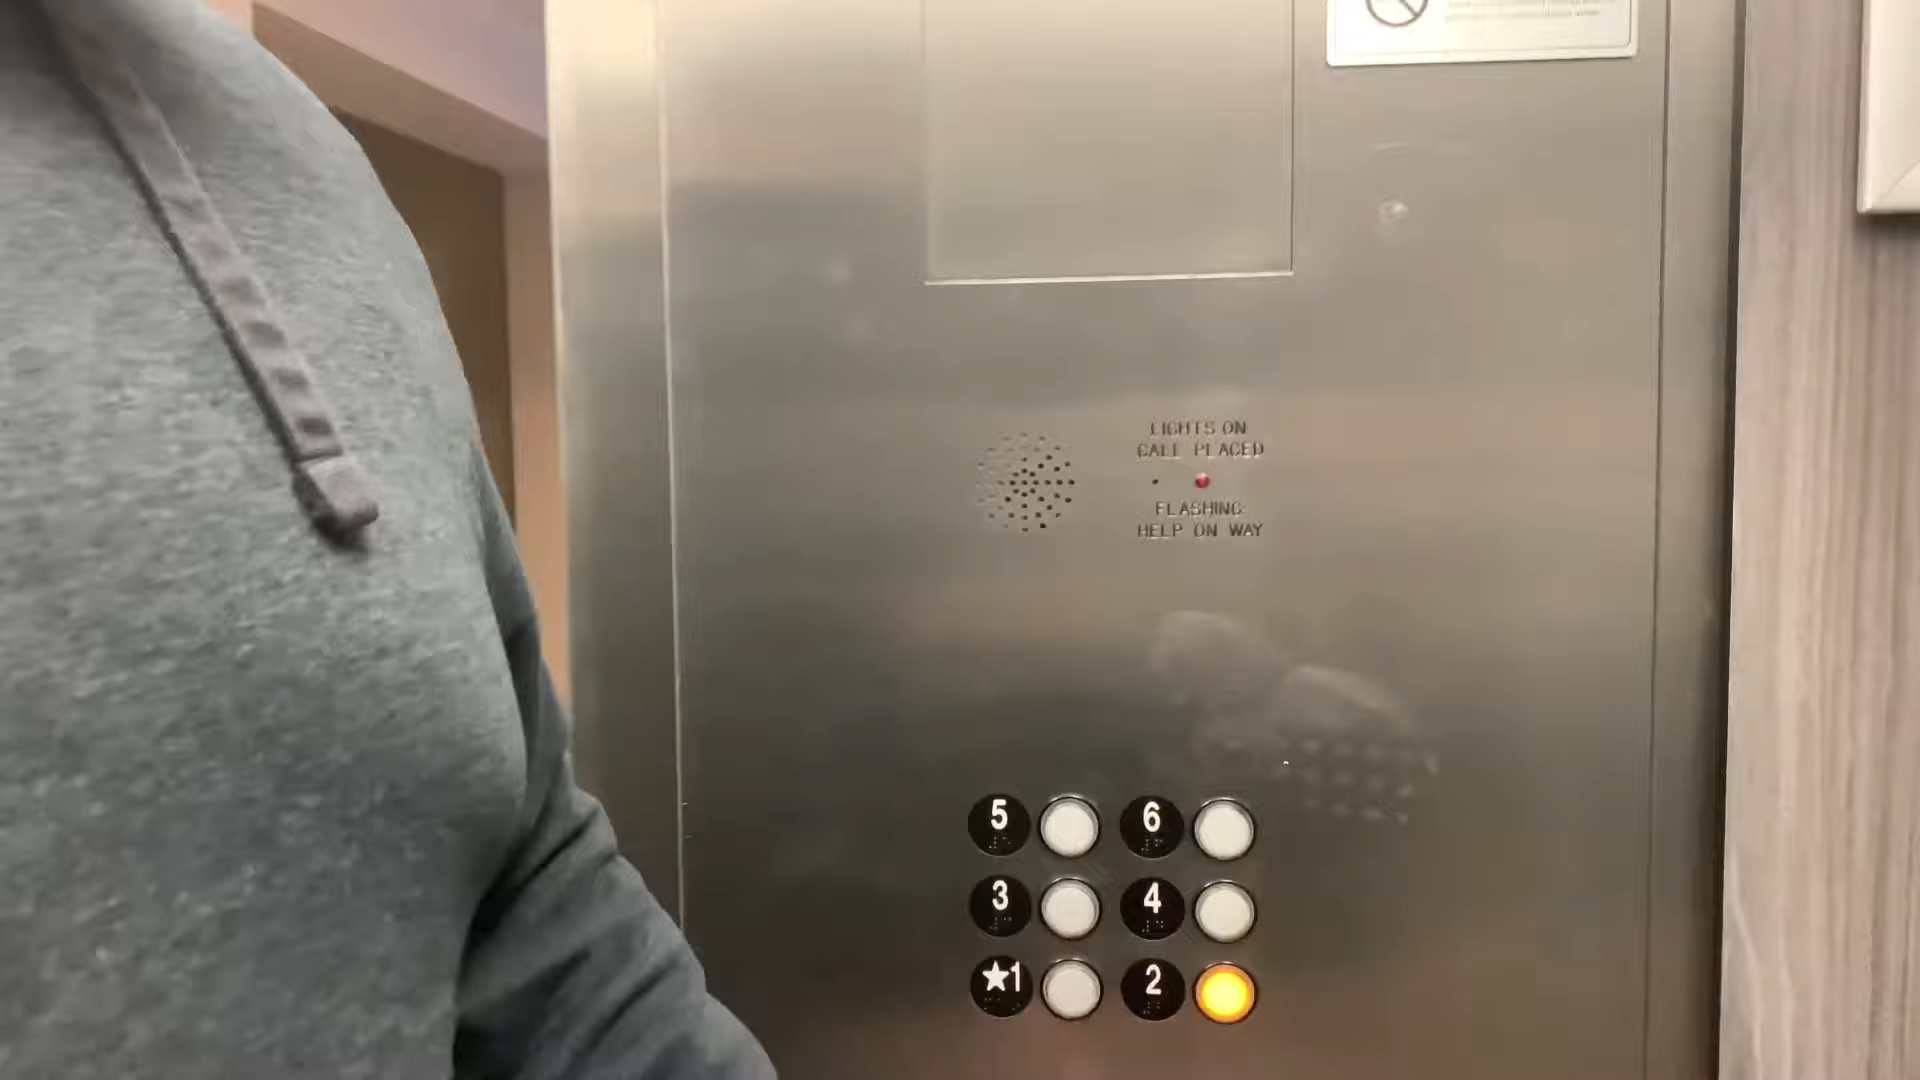 LIGHTS ON
CALL PLACED
FLASHING:
HELP ON WAY
5 6
3 4
★1 2